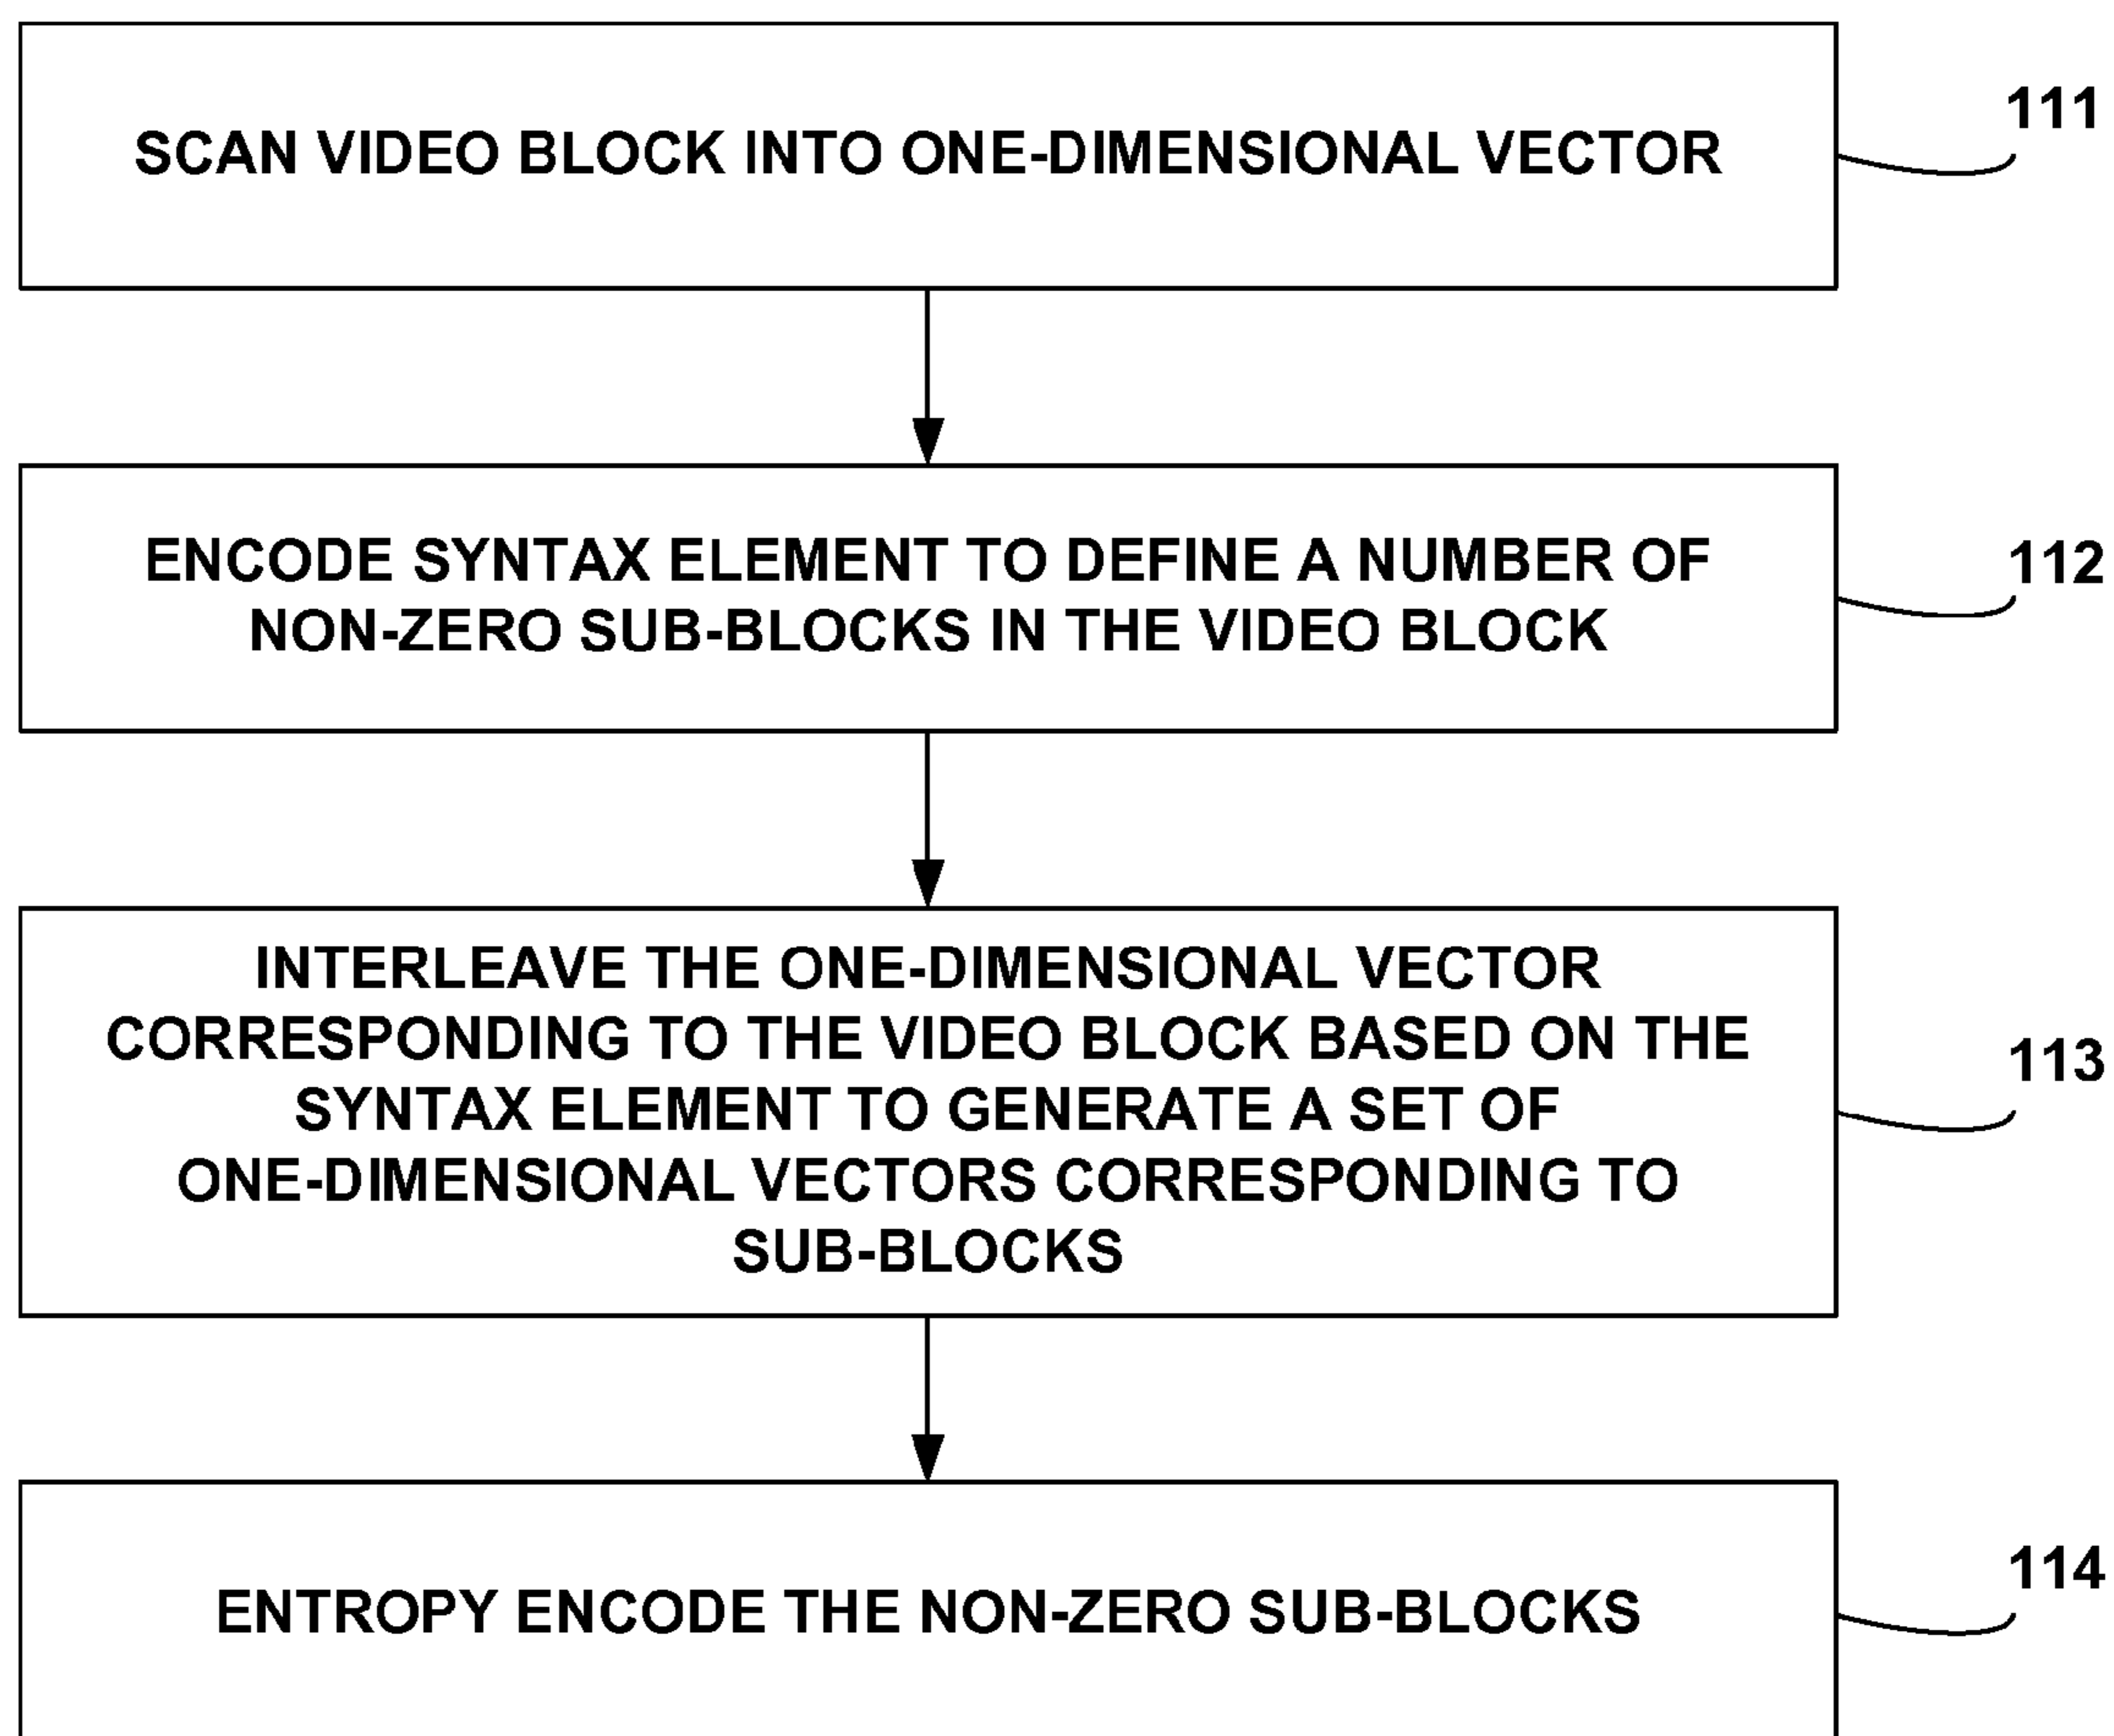 SCAN VIDEO BLOCK INTO ONE-DIMENSIONAL VECTOR
111
ENCODE SYNTAX ELEMENT TO DEFINE A NUMBER OF
NON-ZERO SUB-BLOCKS IN THE VIDEO BLOCK
112
INTERLEAVE THE ONE-DIMENSIONAL VECTOR
CORRESPONDING TO THE VIDEO BLOCK BASED ON THE
SYNTAX ELEMENT TO GENERATE A SET OF
ONE-DIMENSIONAL VECTORS CORRESPONDING TO
SUB-BLOCKS
113
ENTROPY ENCODE THE NON-ZERO SUB-BLOCKS
114